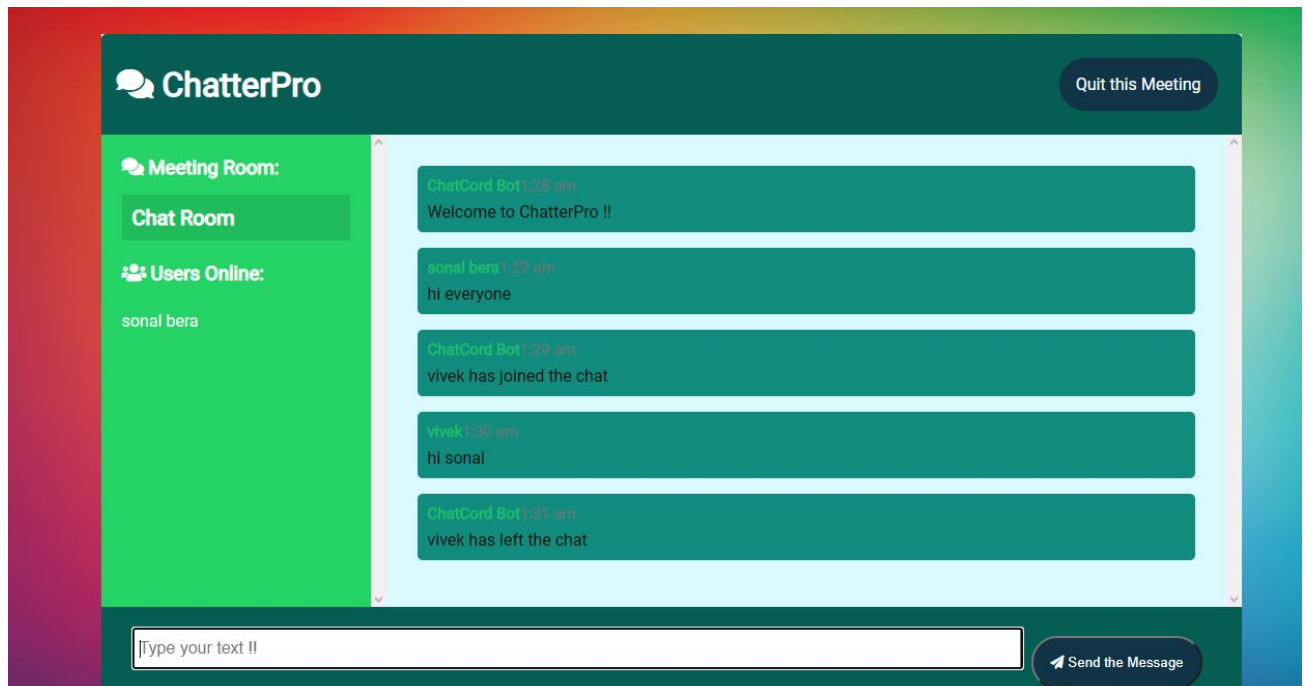 ChatterPro
Quit this Meeting
Meeting Room:
Chat Room
Users Online:
sonal bera
ChatCord Bot1:28 am
Welcome to ChatterPro !!
sonal bera1:29 am
hi everyone
ChatCord Bot1:29 am
vivek has joined the chat
vivek1:30 am
hi sonal
ChatCord Bot1:31 am
vivek has left the chat
Type your text !!
Send the Message